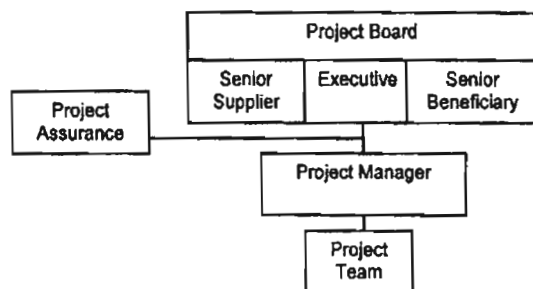 Project Board
Senior
Supplier
Executive
Senior
Beneficiary
Project
Assurance
Project Manager
Project
Team